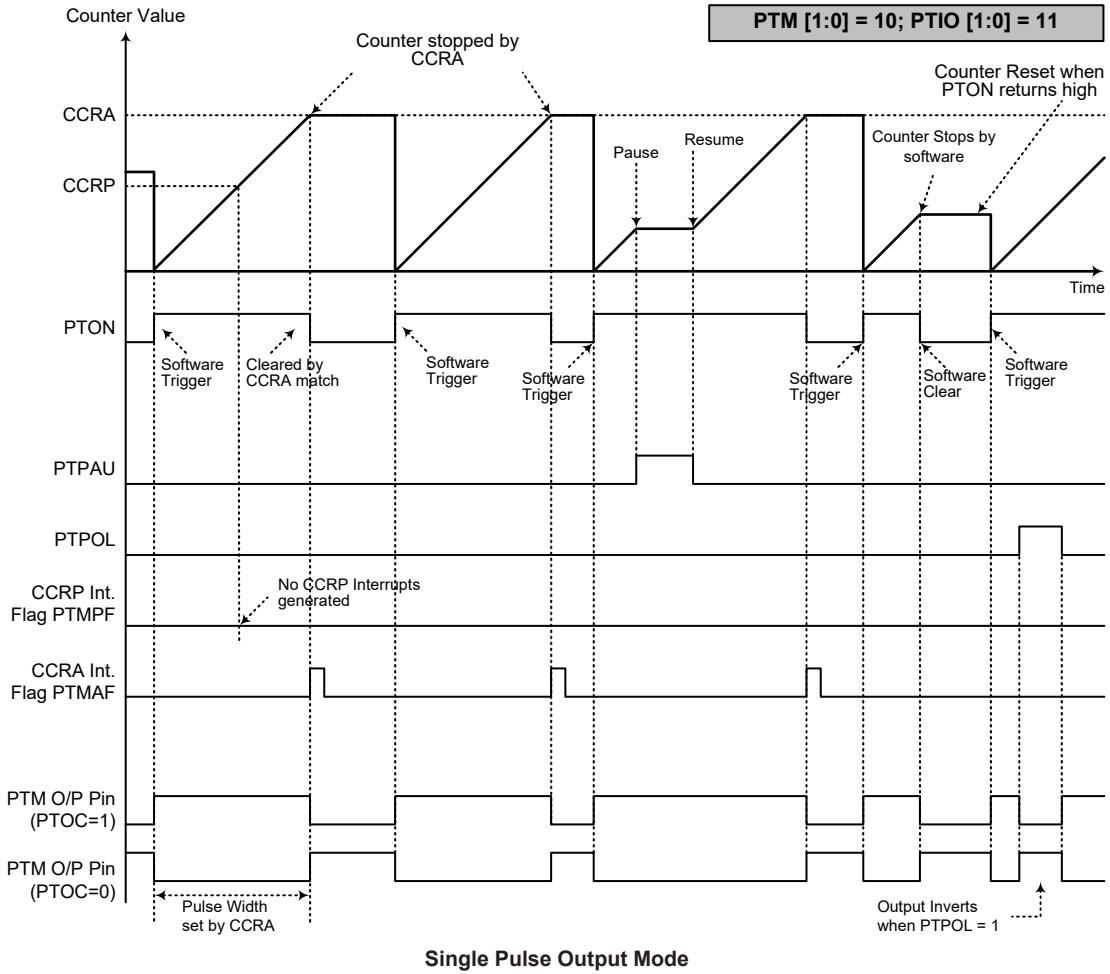 Counter Value
PTM [1:0] = 10; PTIO [1:0] = 11
Counter stopped by
CCRA
Counter Reset when
PTON returns high
CCRA
Pause
Resume
Counter Stops by
software
CCRP
Time
PTON
Software
Trigger
Cleared by
CCRA match
Software
Trigger
Software
Trigger
Software
Trigger
Software
Clear
Software
Trigger
PTPAU
PTPOL
CCRP Int.
Flag PTMPF
No CCRP Interrupts
generated
CCRA Int.
Flag PTMAF
PTM O/P Pin
(PTOC=1)
PTM O/P Pin
(PTOC=0)
Pulse Width
set by CCRA
Output Inverts
when PTPOL = 1
Single Pulse Output Mode